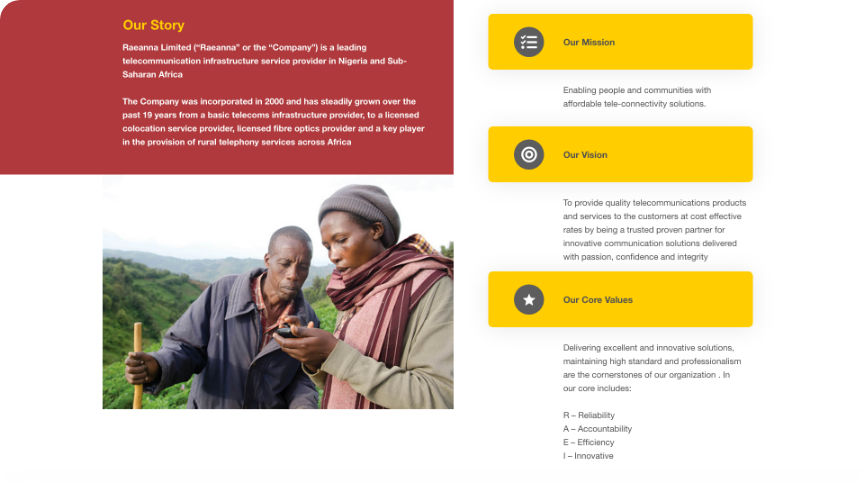 Our Story
Raeanna Limited (“Raeanna” or the “Company”) is a leading
telecommunication infrastructure service provider in Nigeria and Sub-
Saharan Africa
The Company was incorporated in 2000 and has steadily grown over the
past 19 years from a basic telecoms infrastructure provider, to a licensed
colocation service provider, licensed fibre optics provider and a key player
in the provision of rural telephony services across Africa
Our Mission
Enabling people and communities with
affordable tele-connectivity solutions.
Our Vision
To provide quality telecommunications products
and services to the customers at cost effective
rates by being a trusted proven partner for
innovative communication solutions delivered
with passion, confidence and integrity
Our Core Values
Delivering excellent and innovative solutions,
maintaining high standard and professionalism
are the cornerstones of our organization . In
our core includes:
R – Reliability
A – Accountability
E – Efficiency
I – Innovative